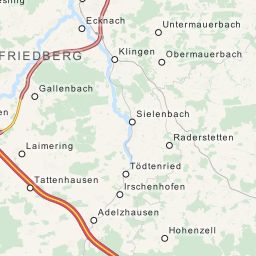 Ecknach
Untermauerbach
Klingen
FRIEDBERG
Obermauerbach
Gallenbach
Sielenbach
Raderstetten
Laimering
Tödtenried
Tattenhausen
Irschenhofen
Adelzhausen
Hohenzell